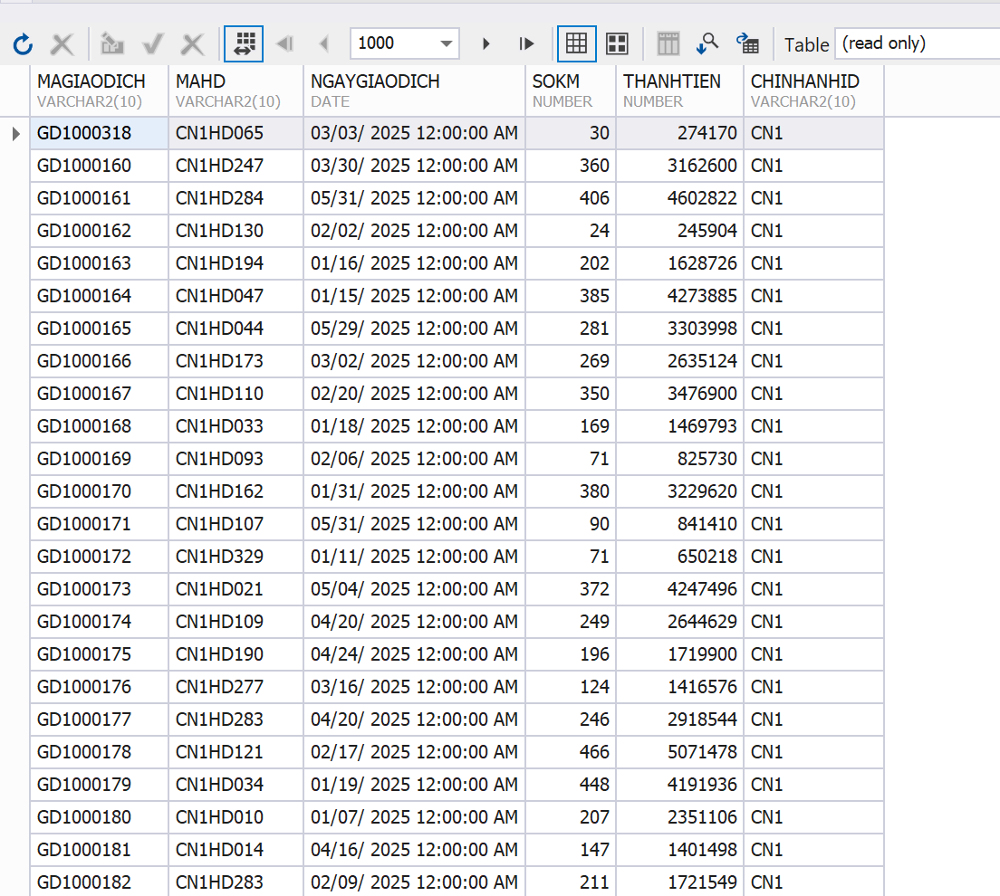 1000 Table (read only)
MAGIAODICH MAHD NGAYGIAODICH SOKM THANHTIEN CHINHANHID
VARCHAR2(10) VARCHAR2(10) DATE NUMBER NUMBER VARCHAR2(10)
GD1000318 CN1HD065 03/03/ 2025 12:00:00 AM 30 274170 CN1
GD1000160 CN1HD247 03/30/ 2025 12:00:00 AM 360 3162600 CN1
GD1000161 CN1HD284 05/31/ 2025 12:00:00 AM 406 4602822 CN1
GD1000162 CN1HD130 02/02/ 2025 12:00:00 AM 24 245904 CN1
GD1000163 CN1HD194 01/16/ 2025 12:00:00 AM 202 1628726 CN1
GD1000164 CN1HD047 01/15/ 2025 12:00:00 AM 385 4273885 CN1
GD1000165 CN1HD044 05/29/ 2025 12:00:00 AM 281 3303998 CN1
GD1000166 CN1HD173 03/02/ 2025 12:00:00 AM 269 2635124 CN1
GD1000167 CN1HD110 02/20/ 2025 12:00:00 AM 350 3476900 CN1
GD1000168 CN1HD033 01/18/ 2025 12:00:00 AM 169 1469793 CN1
GD1000169 CN1HD093 02/06/ 2025 12:00:00 AM 71 825730 CN1
GD1000170 CN1HD162 01/31/ 2025 12:00:00 AM 380 3229620 CN1
GD1000171 CN1HD107 05/31/ 2025 12:00:00 AM 90 841410 CN1
GD1000172 CN1HD329 01/11/ 2025 12:00:00 AM 71 650218 CN1
GD1000173 CN1HD021 05/04/ 2025 12:00:00 AM 372 4247496 CN1
GD1000174 CN1HD109 04/20/ 2025 12:00:00 AM 249 2644629 CN1
GD1000175 CN1HD190 04/24/ 2025 12:00:00 AM 196 1719900 CN1
GD1000176 CN1HD277 03/16/ 2025 12:00:00 AM 124 1416576 CN1
GD1000177 CN1HD283 04/20/ 2025 12:00:00 AM 246 2918544 CN1
GD1000178 CN1HD121 02/17/ 2025 12:00:00 AM 466 5071478 CN1
GD1000179 CN1HD034 01/19/ 2025 12:00:00 AM 448 4191936 CN1
GD1000180 CN1HD010 01/07/ 2025 12:00:00 AM 207 2351106 CN1
GD1000181 CN1HD014 04/16/ 2025 12:00:00 AM 147 1401498 CN1
GD1000182 CN1HD283 02/09/ 2025 12:00:00 AM 211 1721549 CN1